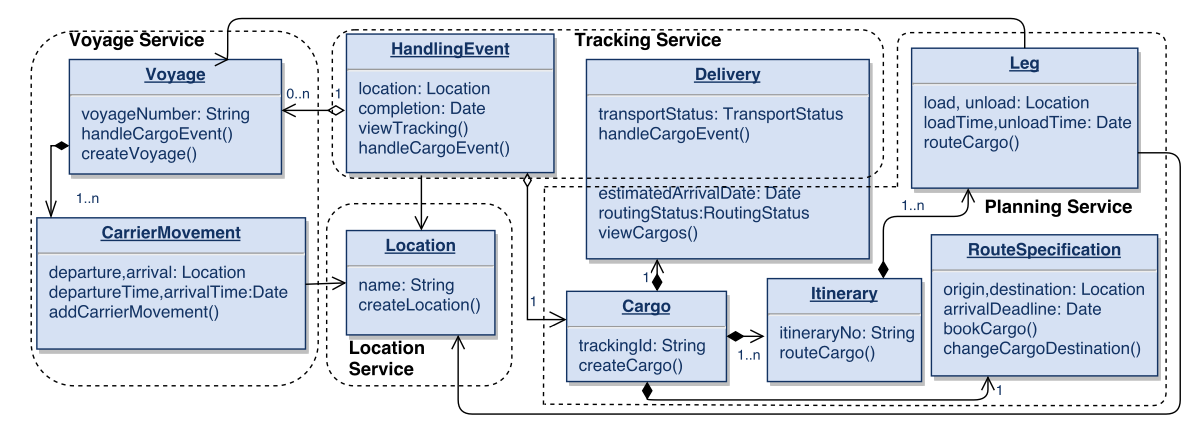 Voyage Service
Voyage
voyageNumber: String
handleCargoEvent()
createVoyage()
1..n
CarrierMovement
departure,arrival: Location
departureTime,arrivalTime:Date
addCarrierMovement()
0..n
1
HandlingEvent
location: Location
completion: Date
viewTracking()
handleCargoEvent()
Tracking Service
Delivery
transportStatus: TransportStatus
handleCargoEvent()
estimatedArrivalDate: Date
routingStatus:RoutingStatus
viewCargos()
Leg
load, unload: Location
loadTime,unloadTime: Date
routeCargo()
Planning Service
1..n
Location
name: String
createLocation()
Location
Service
1
1
Cargo
trackingId: String
createCargo()
1..n
Itinerary
itineraryNo: String
routeCargo()
RouteSpecification
origin,destination: Location
arrivalDeadline: Date
bookCargo()
changeCargoDestination()
1